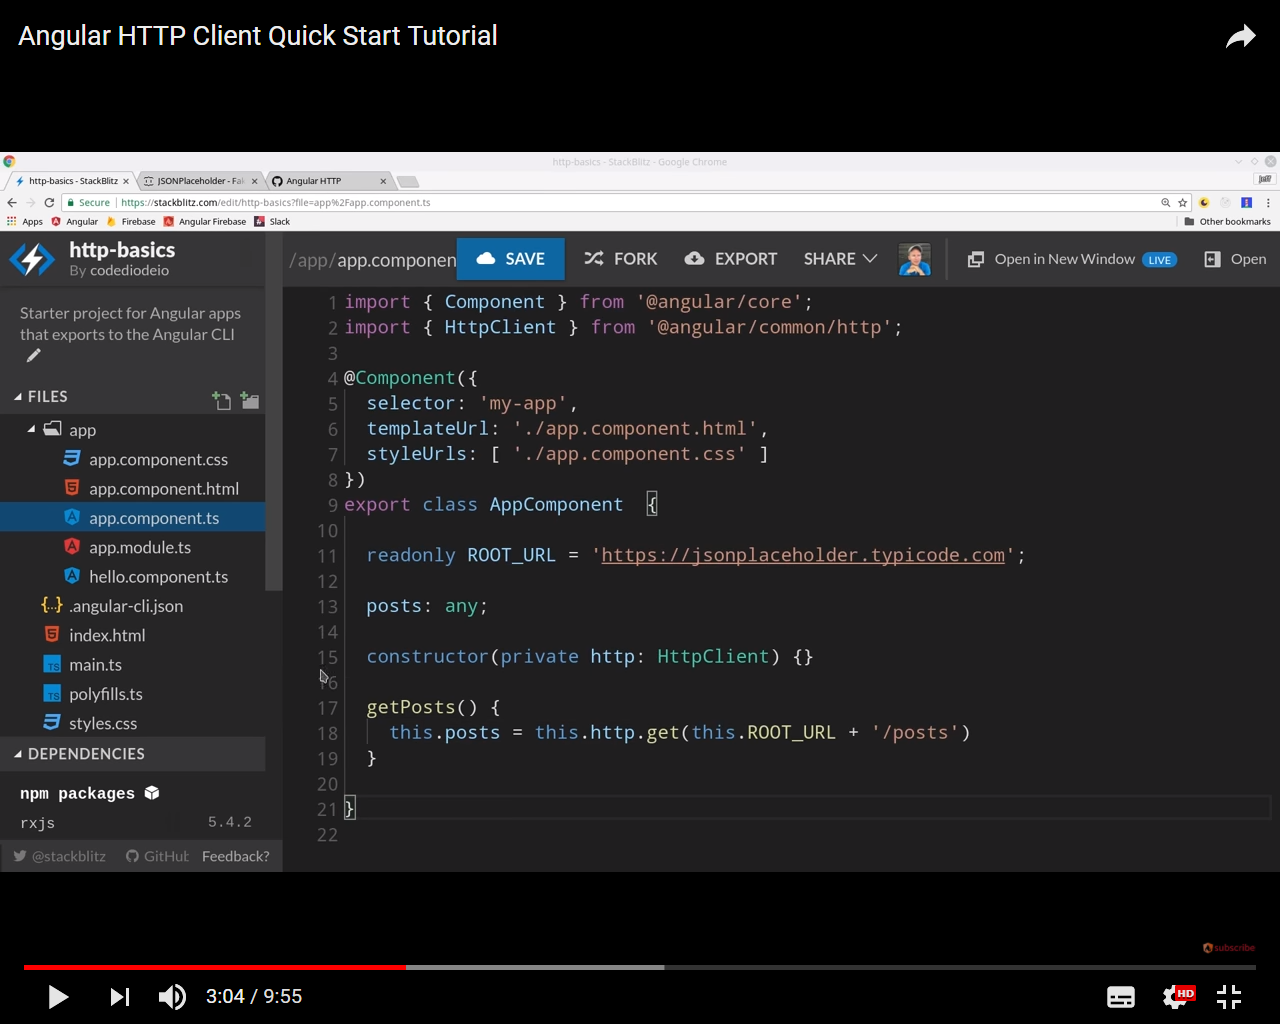 Angular HTTP Client Quick Start Tutorial
http-basics - StackBlitz - Google Chrome
http-basics - StackBlitz
JSONPlaceholder - Fak
Angular HTTP
Jeff
Secure
https://stackblitz.com/edit/http-basics?file=app%2Fapp.component.ts
Apps Angular Firebase Angular Firebase Slack Other bookmarks
http-basics
By codediodeio
/app/app.componen SAVE FORK EXPORT SHARE Open in New Window LIVE Open
Starter project for Angular apps
that exports to the Angular CLI
FILES
app
app.component.css
app.component.html
app.component.ts
app.module.ts
hello.component.ts
.angular-cli.json
index.html
main.ts
polyfills.ts
styles.css
DEPENDENCIES
npm packages
rxjs 5.4.2
@stackblitz GitHub Feedback?
1 import { Component } from '@angular/core';
2 import { HttpClient } from '@angular/common/http';
3
4 @Component({
5 selector: 'my-app',
6 templateUrl: './app.component.html',
7 styleUrls: [ './app.component.css' ]
8 })
9 export class AppComponent {
10
11 readonly ROOT_URL = 'https://jsonplaceholder.typicode.com';
12
13 posts: any;
14
15 constructor(private http: HttpClient) {}
16
17 getPosts() {
18 this.posts = this.http.get(this.ROOT_URL + '/posts')
19 }
20
21 }
22
subscribe
3:04 / 9:55
HD